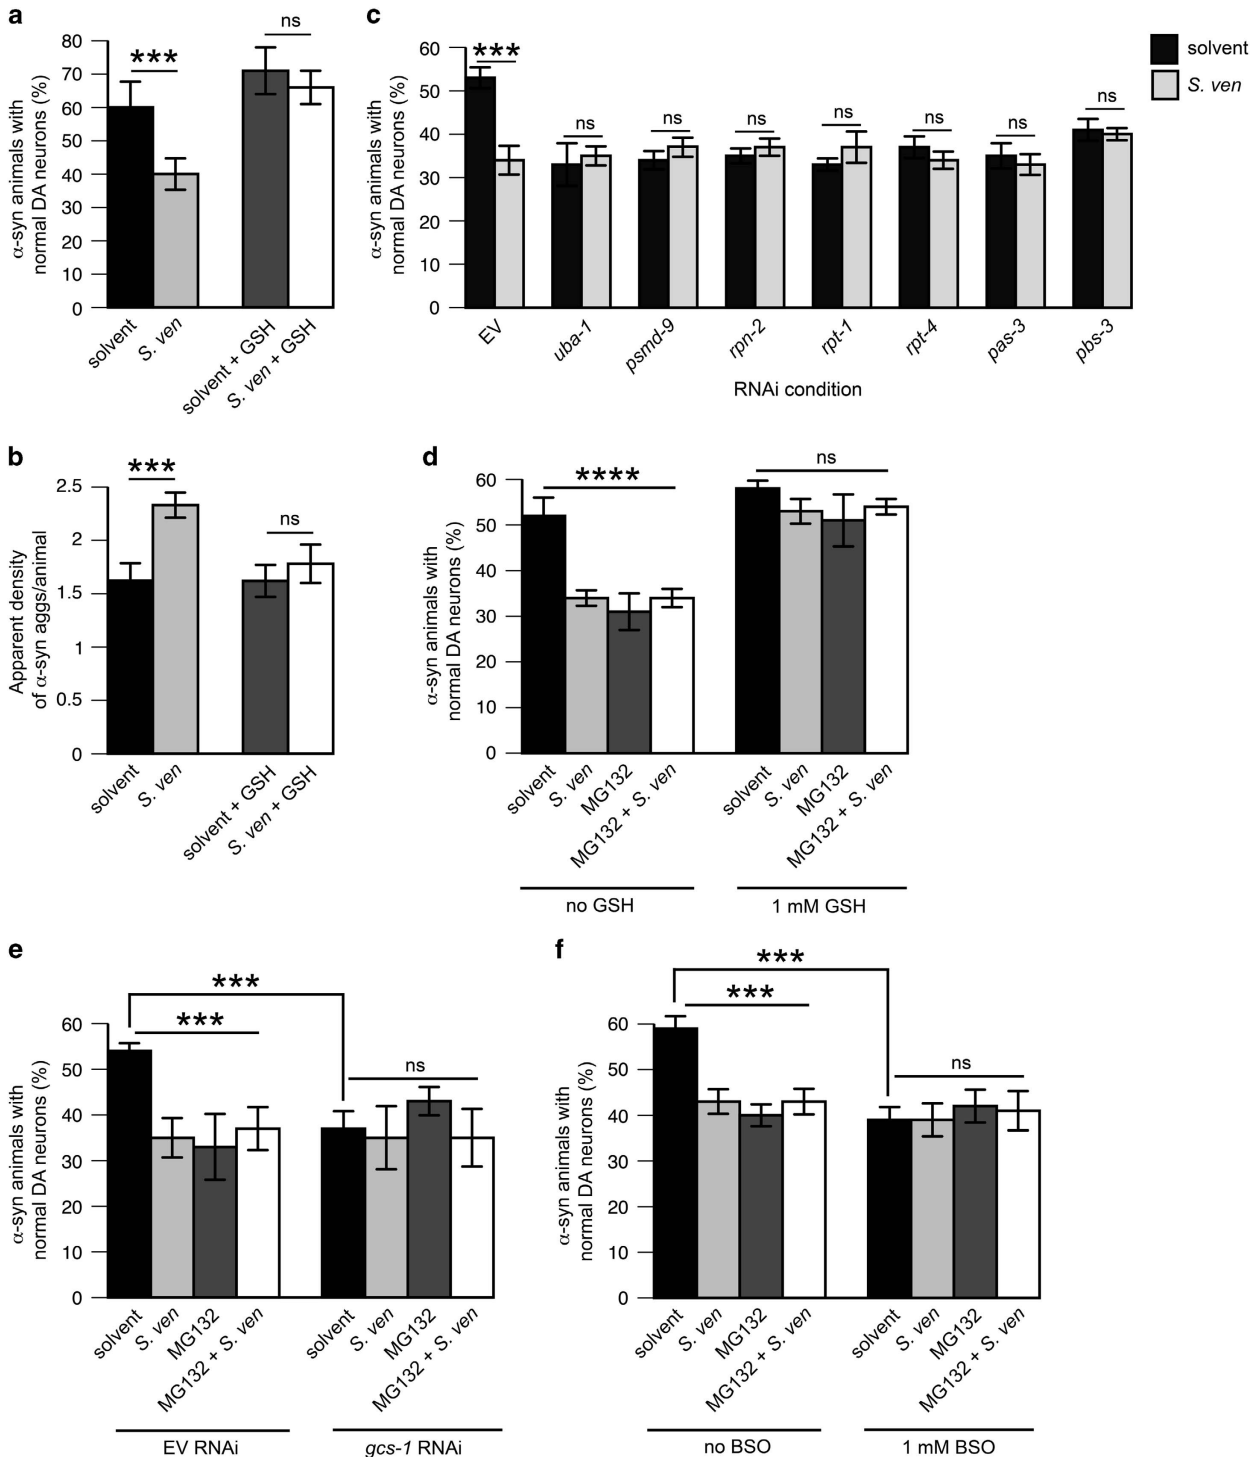 a
α-syn animals with
normal DA neurons (%)
80
70
60
50
40
30
20
10
0
***
ns
solvent
S. ven
solvent + GSH
S. ven + GSH
c
α-syn animals with
normal DA neurons (%)
60
50
40
30
20
10
0
***
ns
ns
ns
ns
ns
ns
ns
EV
uba-1
psmd-9
rpn-2
rpt-1
rpt-4
pas-3
pbs-3
RNAi condition
solvent
S. ven
b
Apparent density
of α-syn aggs/animal
2.5
2
1.5
1
0.5
0
***
ns
solvent
S. ven
solvent + GSH
S. ven + GSH
d
α-syn animals with
normal DA neurons (%)
60
50
40
30
20
10
0
****
ns
solvent
S. ven
MG132
MG132 + S. ven
solvent
S. ven
MG132
MG132 + S. ven
no GSH
1 mM GSH
e
α-syn animals with
normal DA neurons (%)
60
50
40
30
20
10
0
***
***
ns
solvent
S. ven
MG132
MG132 + S. ven
solvent
S. ven
MG132
MG132 + S. ven
EV RNAi
gcs-1 RNAi
f
α-syn animals with
normal DA neurons (%)
60
50
40
30
20
10
0
***
***
ns
solvent
S. ven
MG132
MG132 + S. ven
solvent
S. ven
MG132
MG132 + S. ven
no BSO
1 mM BSO